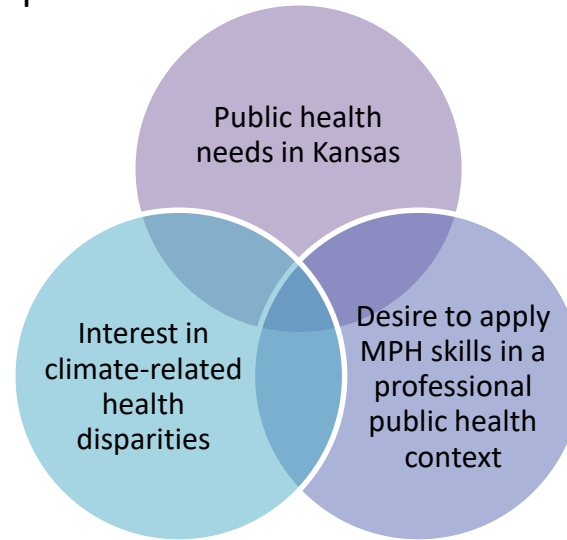 Public health
needs in Kansas
Interest in
climate-related
health
disparities
Desire to apply
MPH skills in a
professional
public health
context